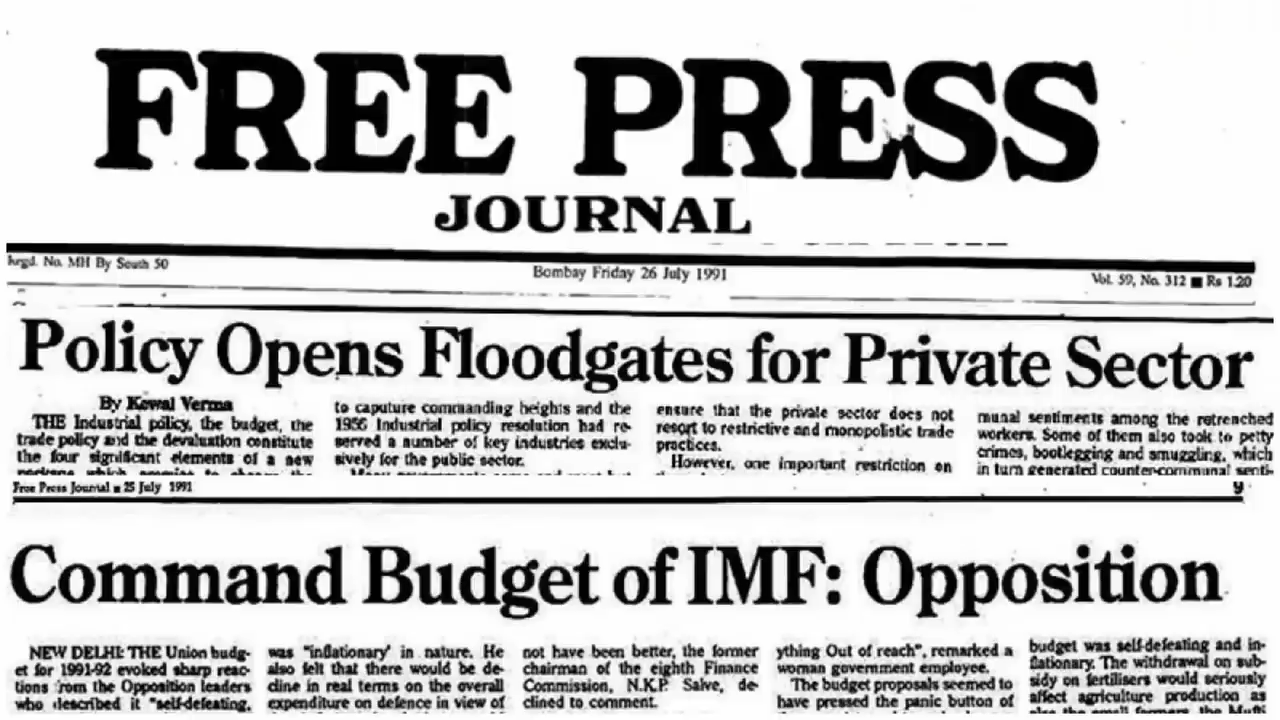 FREE PRESS
JOURNAL
Regd. No. MH By South 50
Bombay Friday 26 July 1991
Vol. 59, No. 312 ■ Rs 1.20
Policy Opens Floodgates for Private Sector
By Kewal Verma
THE Industrial policy, the budget, the
trade policy and the devaluation constitute
the four significant elements of a new
to caputure commanding heights and the
1956 Industrial policy resolution had re-
served a number of key industries exclu-
sively for the public sector.
ensure that the private sector does not
resort to restrictive and monopolistic trade
practices.
However, one important restriction on
munal sentiments among the retrenched
workers. Some of them also took to petty
crimes, bootlegging and smuggling, which
in turn generated counter-communal senti-
Free Press Journal ■ 25 July 1991
9
Command Budget of IMF: Opposition
NEW DELHI: THE Union budg-
et for 1991-92 evoked sharp reac-
tions from the Opposition leaders
who described it "self-defeating,
was "inflationary' in nature. He
also felt that there would be de-
cline in real terms on the overall
expenditure on defence in view of
not have been better, the former
chairman of the eighth Finance
Commission, N.K.P. Salve, de-
clined to comment.
ything Out of reach", remarked a
woman government employee.
The budget proposals seemed to
have pressed the panic button of
budget was self-defeating and in-
flationary. The withdrawal on sub-
sidy on fertilisers would seriously
affect agriculture production as